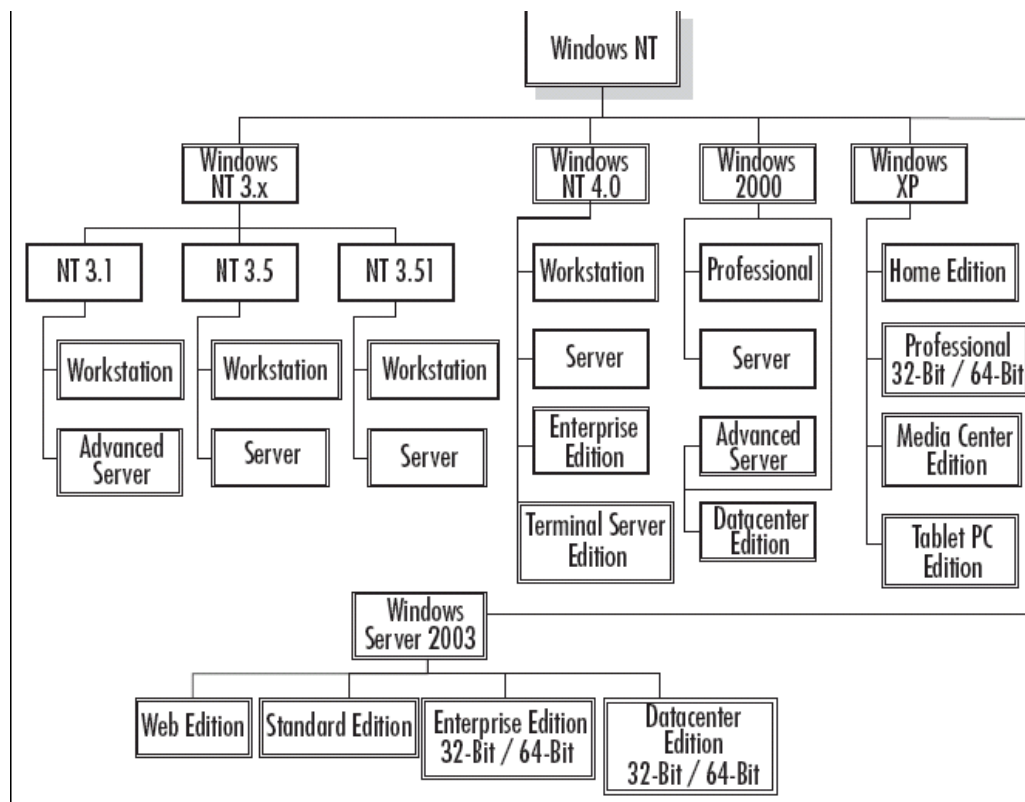 Windows NT
Windows
NT 3.x
Windows
NT 4.0
Windows
2000
Windows
XP
NT 3.1
NT 3.5
NT 3.51
Workstation
Professional
Home Edition
Workstation
Workstation
Workstation
Server
Server
Professional
32-Bit / 64-Bit
Advanced
Server
Server
Server
Enterprise
Edition
Advanced
Server
Media Center
Edition
Terminal Server
Edition
Datacenter
Edition
Tablet PC
Edition
Windows
Server 2003
Web Edition
Standard Edition
Enterprise Edition
32-Bit / 64-Bit
Datacenter
Edition
32-Bit / 64-Bit